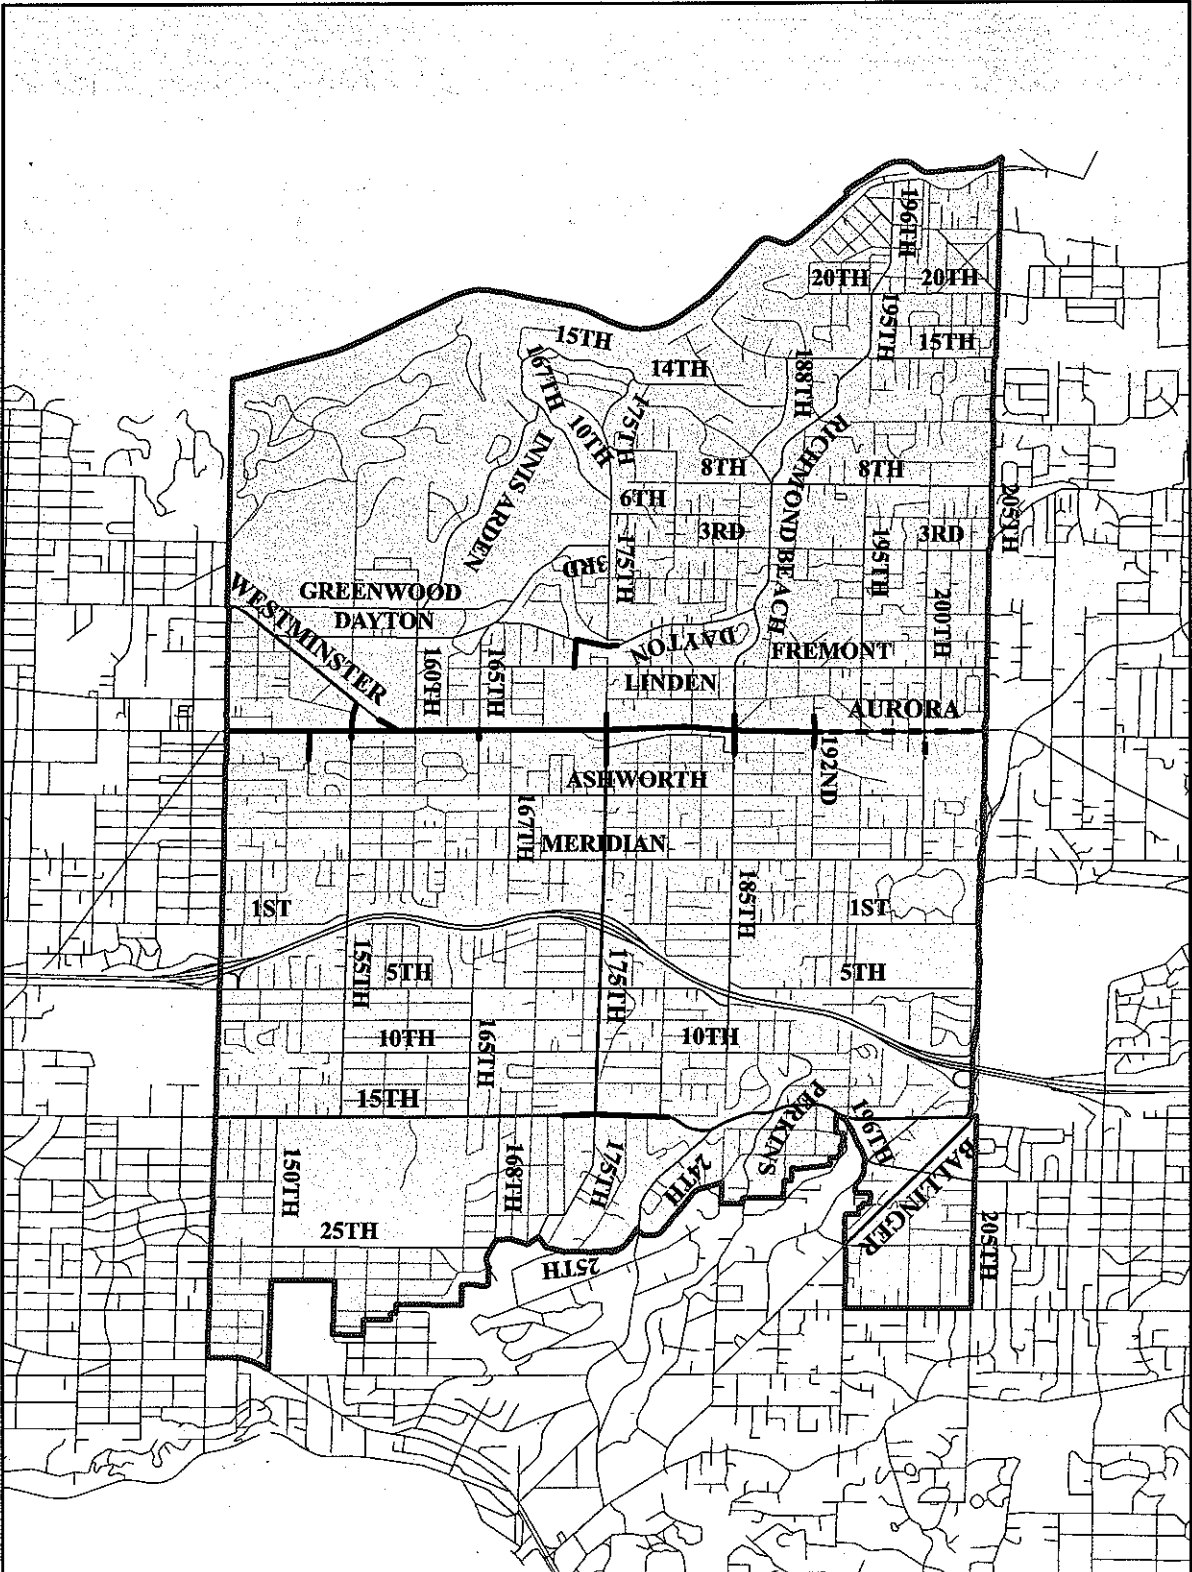 196TH
20TH
20TH
195TH
15TH
15TH
14TH
167TH
188TH
175TH
10TH
RICHMOND BEACH
INNIS ARDEN
8TH
8TH
6TH
205TH
3RD
3RD
175TH
195TH
3RD
GREENWOOD
WESTMINSTER
DAYTON
200TH
DAYTON
FREMONT
160TH
165TH
LINDEN
AURORA
192ND
ASHWORTH
167TH
MERIDIAN
185TH
1ST
1ST
155TH
5TH
175TH
5TH
10TH
165TH
10TH
15TH
PERKINS
196TH
150TH
168TH
175TH
24TH
BALLINGER
25TH
205TH
25TH